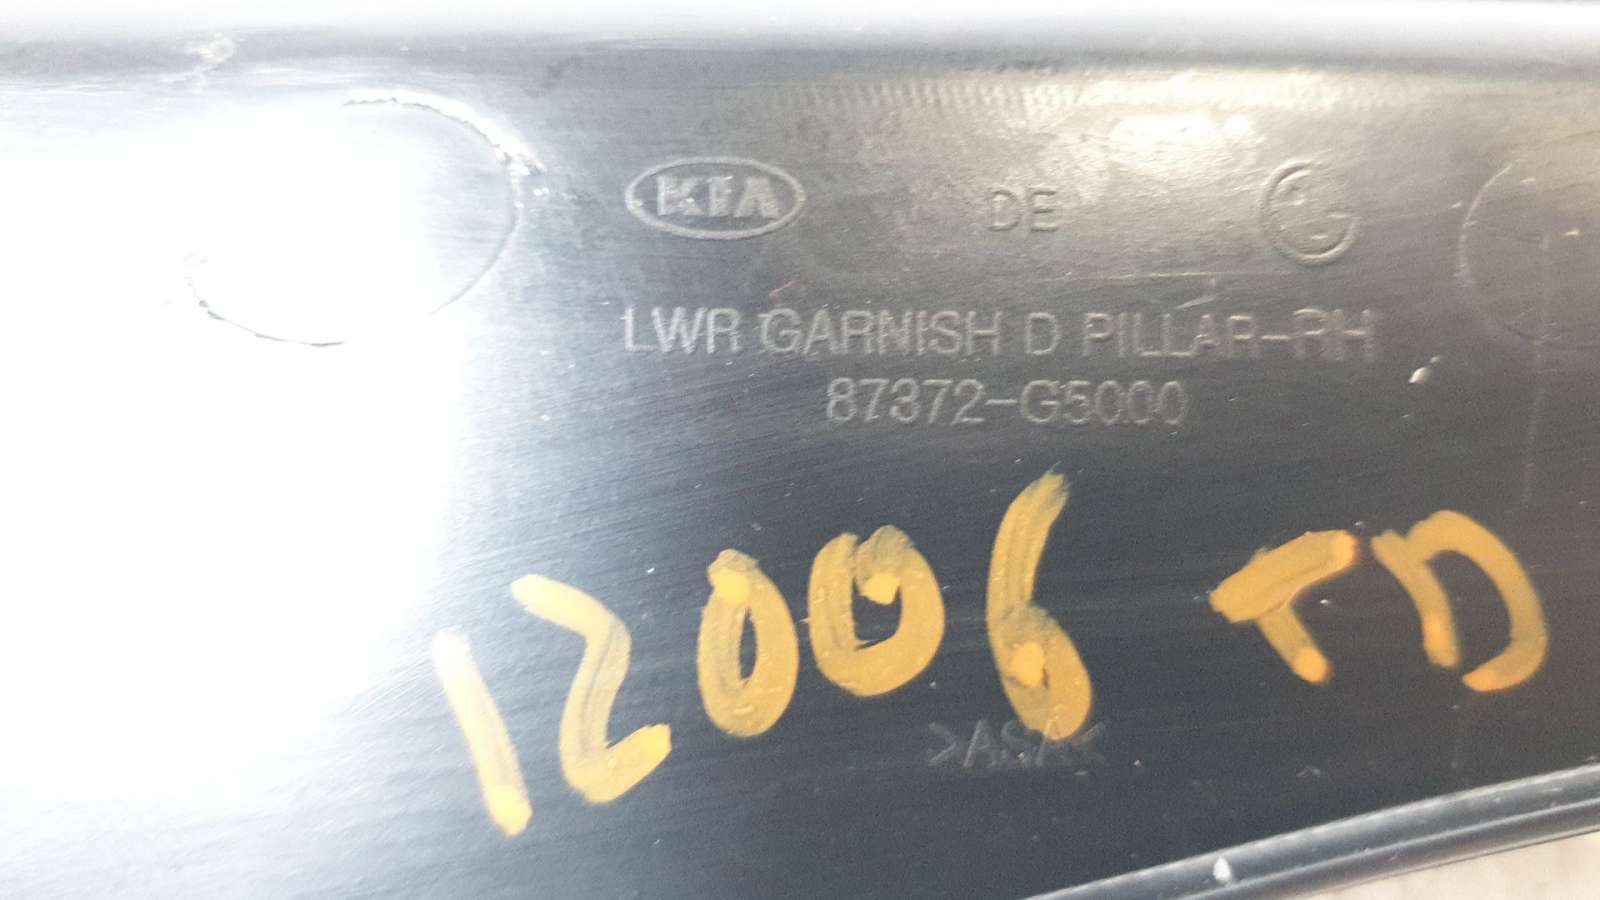 KIA DE
LWR GARNISH D PILLAR-RH
87372-G5000
12006 TD
>ASA<